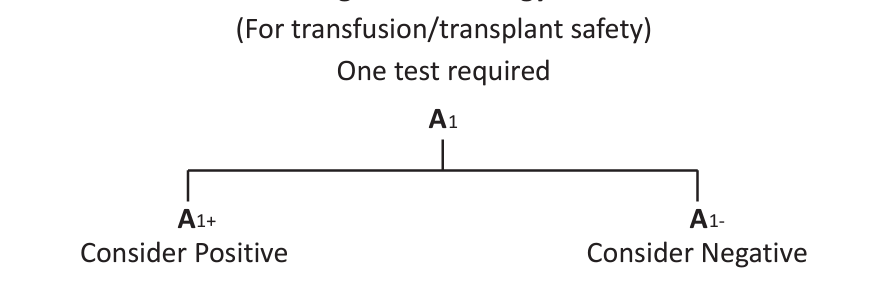 (For transfusion/transplant safety)
One test required
A1
A1+ A1-
Consider Positive Consider Negative